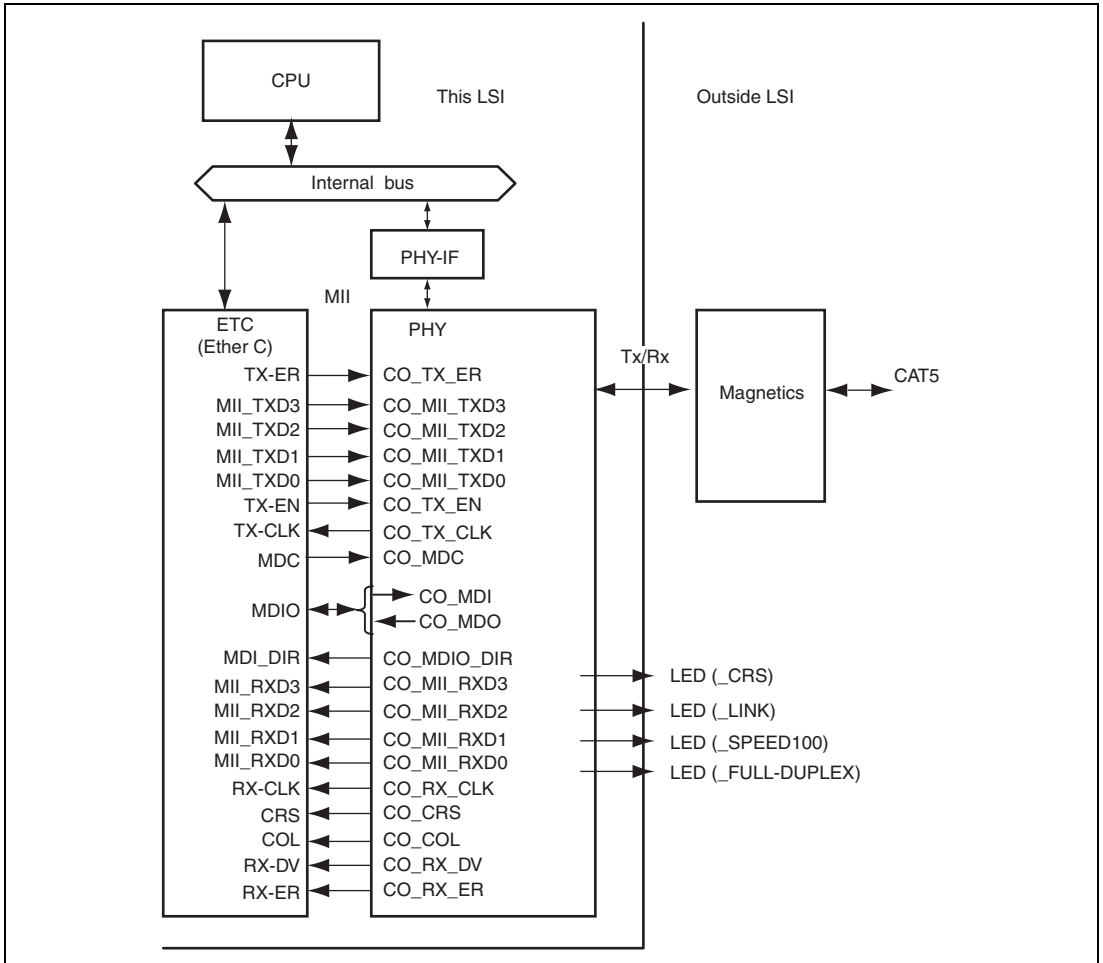 CPU
This LSI
Outside LSI
Internal bus
PHY-IF
MII
ETC
(Ether C)
PHY
Tx/Rx
Magnetics
CAT5
TX-ER CO_TX_ER
MII_TXD3 CO_MII_TXD3
MII_TXD2 CO_MII_TXD2
MII_TXD1 CO_MII_TXD1
MII_TXD0 CO_MII_TXD0
TX-EN CO_TX_EN
TX-CLK CO_TX_CLK
MDC CO_MDC
MDIO
CO_MDI
CO_MDO
MDI_DIR CO_MDIO_DIR
MII_RXD3 CO_MII_RXD3
MII_RXD2 CO_MII_RXD2
MII_RXD1 CO_MII_RXD1
MII_RXD0 CO_MII_RXD0
RX-CLK CO_RX_CLK
CRS CO_CRS
COL CO_COL
RX-DV CO_RX_DV
RX-ER CO_RX_ER
LED (_CRS)
LED (_LINK)
LED (_SPEED100)
LED (_FULL-DUPLEX)